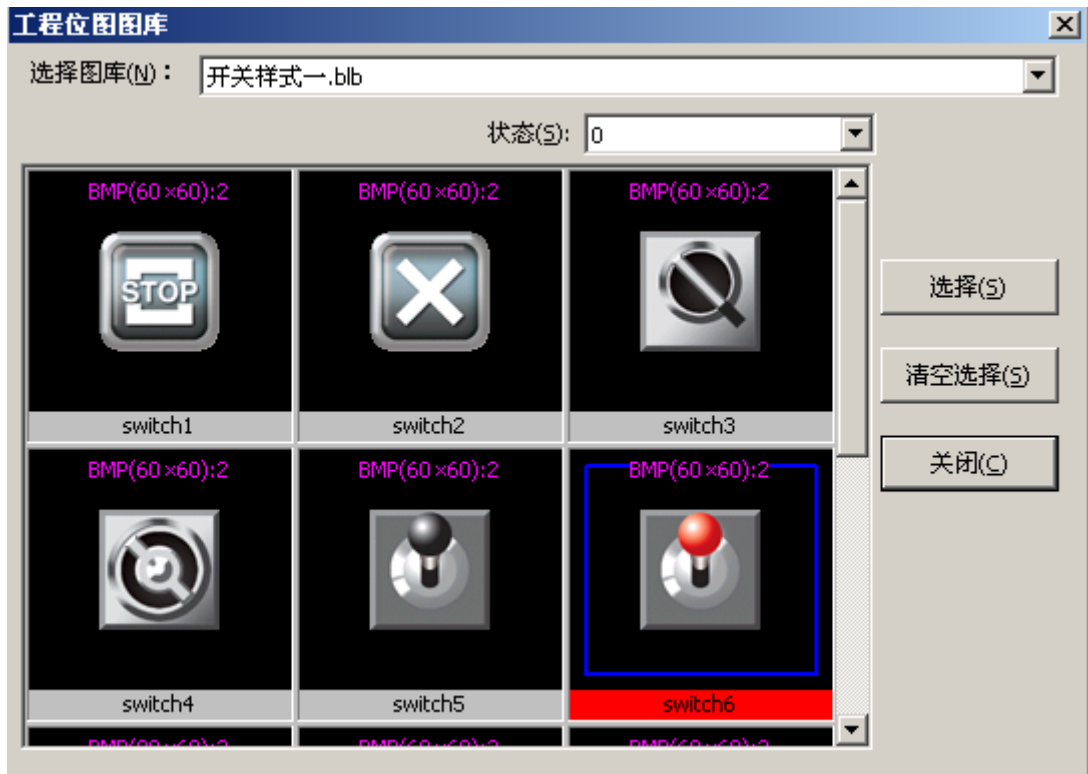 工程位图图库
选择图库(N)：
开关样式一.blb
状态(S):
0
BMP(60×60):2
BMP(60×60):2
BMP(60×60):2
STOP
switch1
switch2
switch3
选择(S)
清空选择(S)
关闭(C)
BMP(60×60):2
BMP(60×60):2
BMP(60×60):2
switch4
switch5
switch6